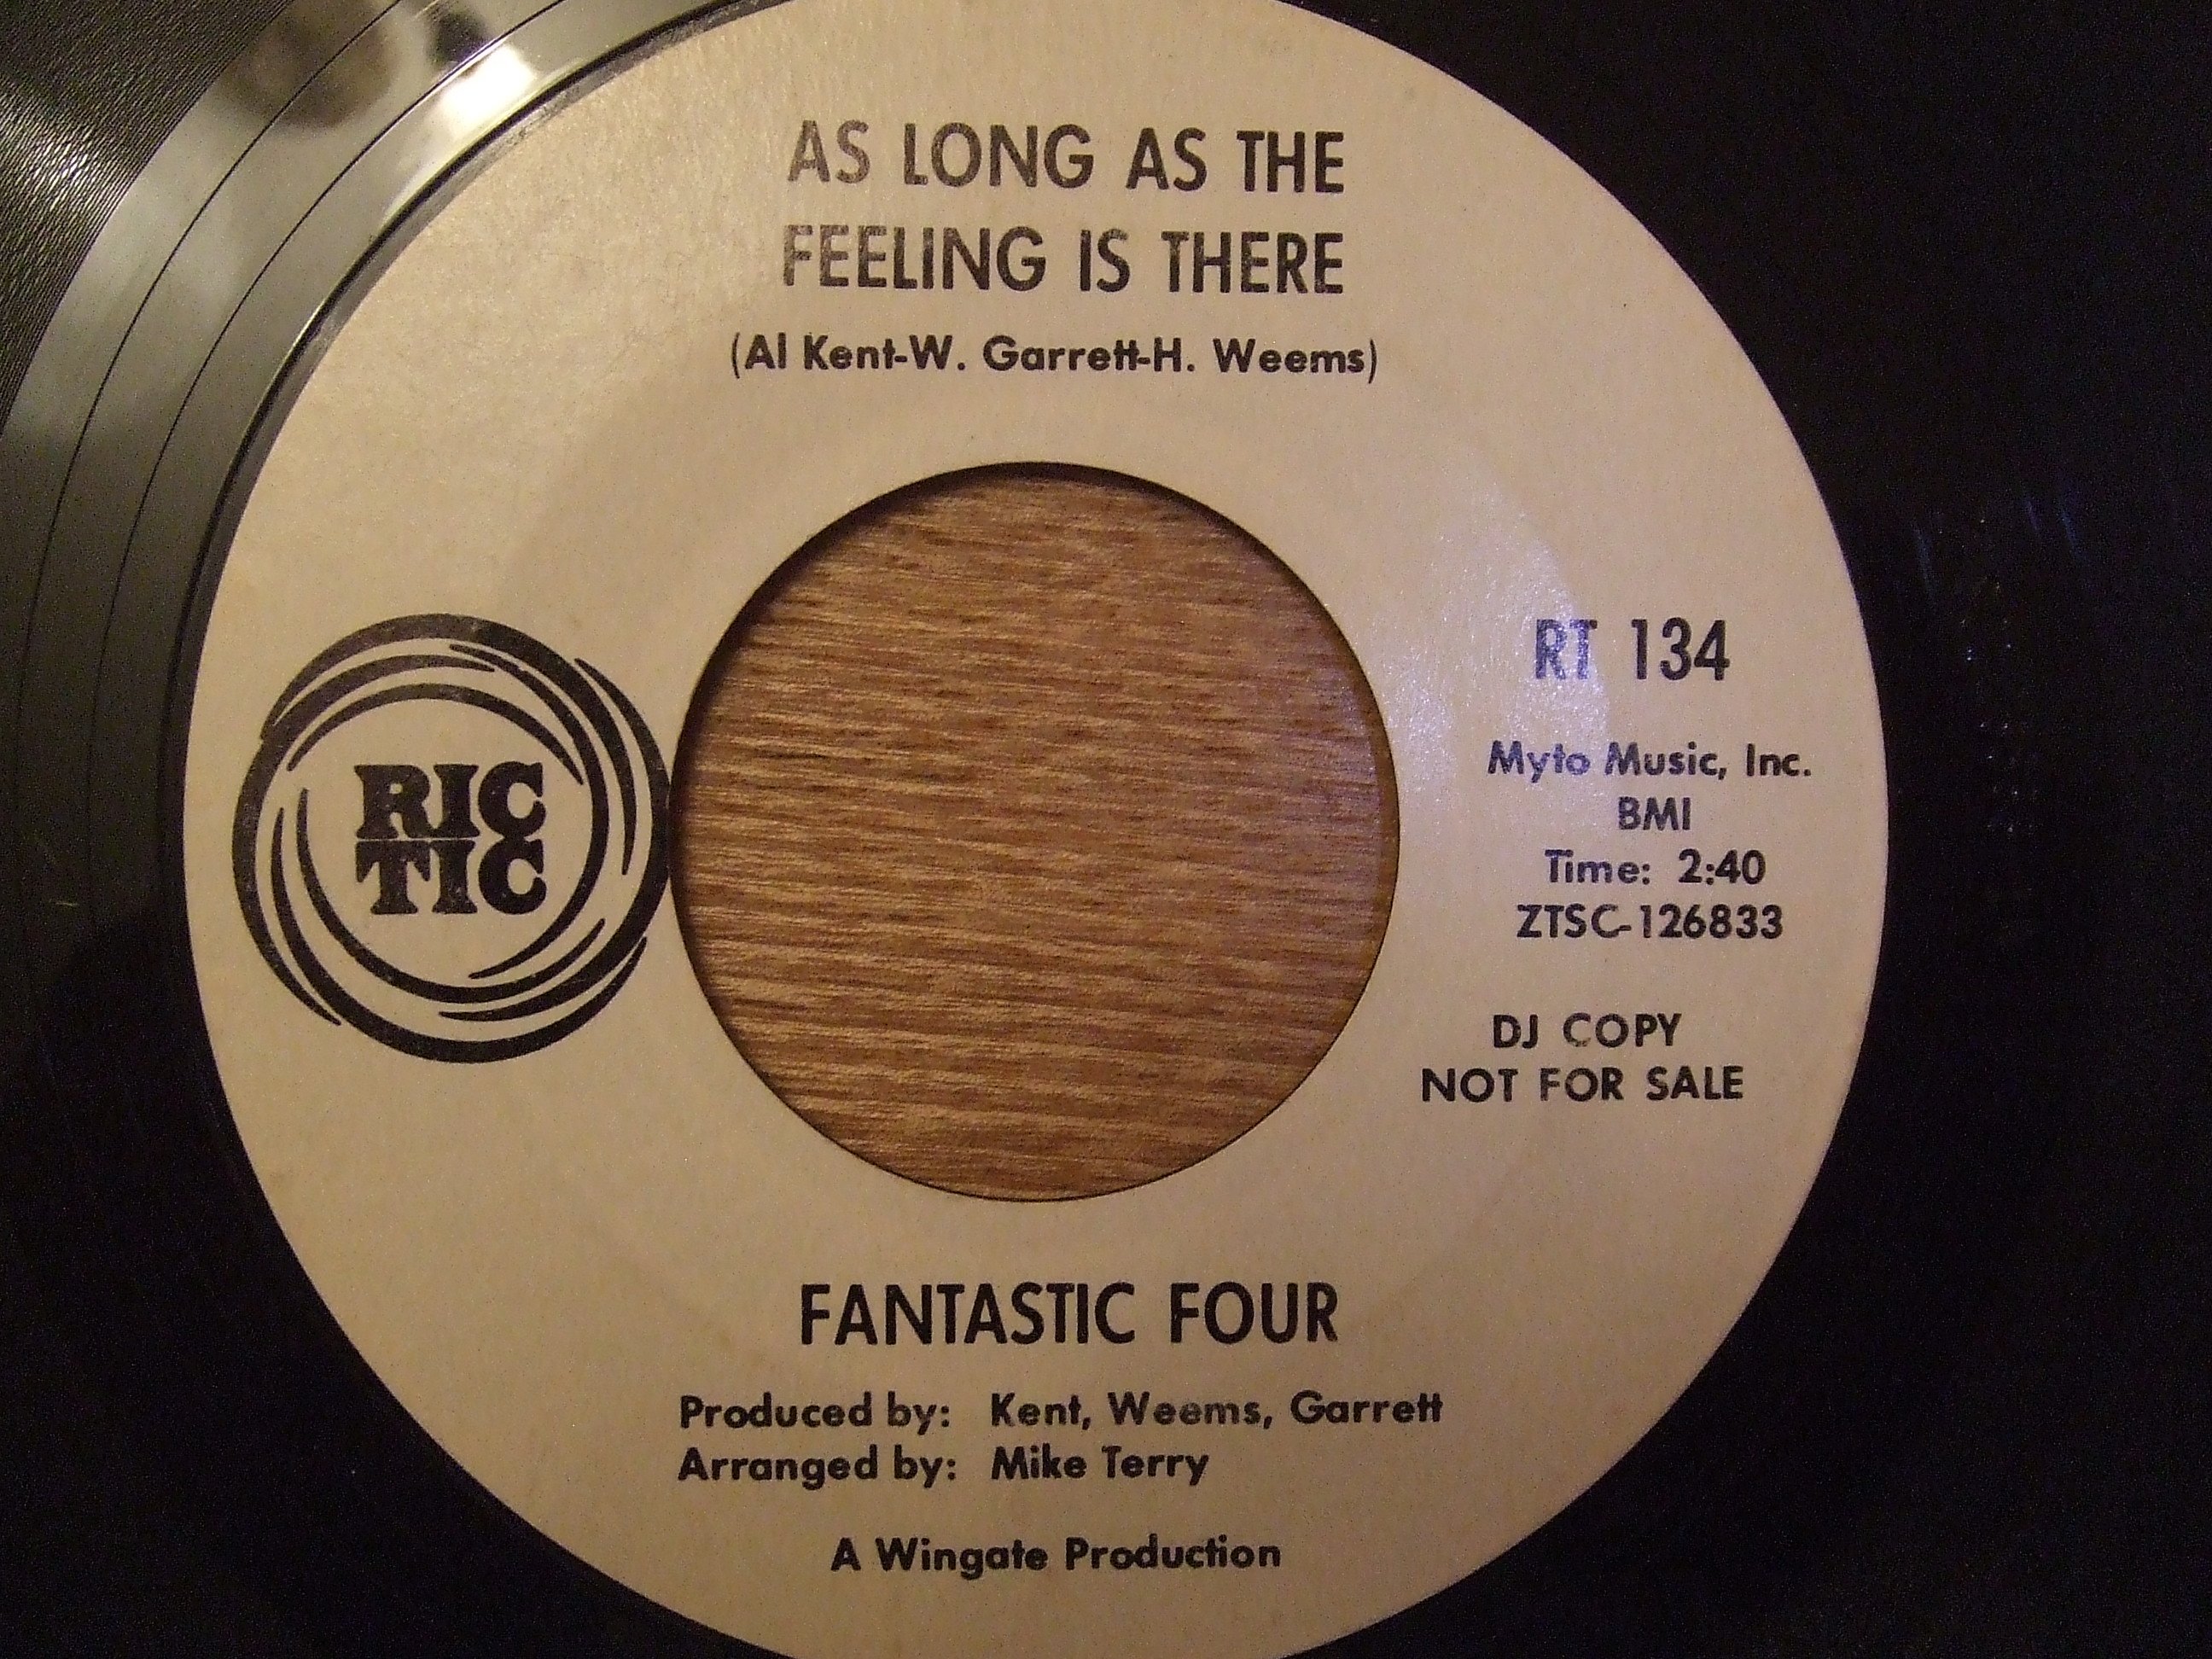 AS LONG AS THE
FEELING IS THERE
(Al Kent-W. Garrett-H. Weems)
RIC
TIC
RT 134
Myto Music, Inc.
BMI
Time: 2:40
ZTSC-126833
DJ COPY
NOT FOR SALE
FANTASTIC FOUR
Produced by: Kent, Weems, Garrett
Arranged by: Mike Terry
A Wingate Production